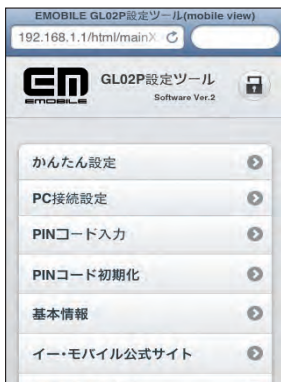 EMOBILE GL02P設定ツール(mobile view)
192.168.1.1/html/mainX
EM
EMOBILE
GL02P設定ツール
Software Ver.2
かんたん設定
PC接続設定
PINコード入力
PINコード初期化
基本情報
イー・モバイル公式サイト